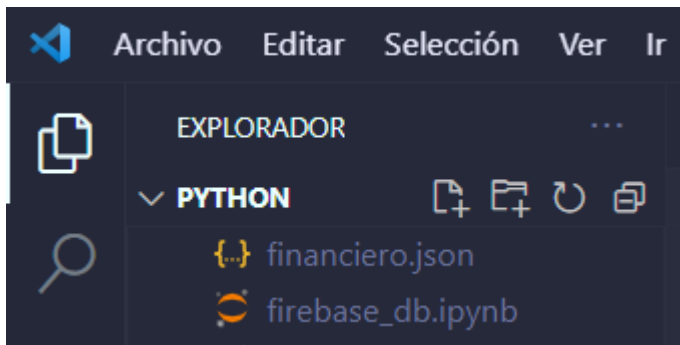 Archivo Editar Selección Ver Ir
EXPLORADOR
PYTHON
financiero.json
firebase_db.ipynb